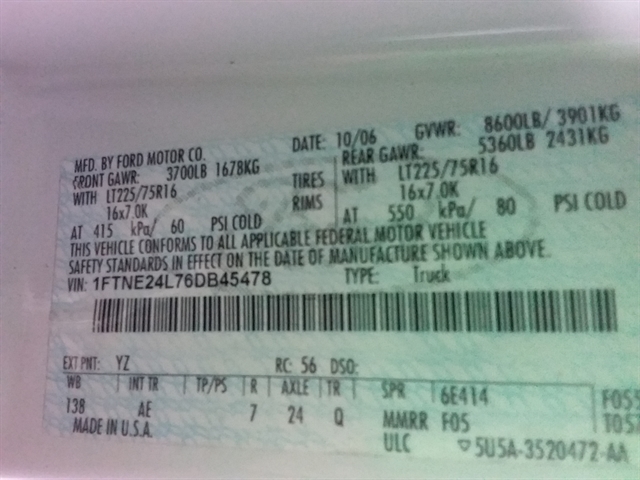 MFD. BY FORD MOTOR CO. DATE: 10/06 GVWR: 8600LB/ 3901KG
FRONT GAWR: 3700LB 1678KG REAR GAWR: 5360LB 2431KG
WITH LT225/75R16 TIRES WITH LT225/75R16
16x7.0K RIMS 16x7.0K
AT 415 kPa/ 60 PSI COLD AT 550 kPa/ 80 PSI COLD
THIS VEHICLE CONFORMS TO ALL APPLICABLE FEDERAL MOTOR VEHICLE
SAFETY STANDARDS IN EFFECT ON THE DATE OF MANUFACTURE SHOWN ABOVE.
VIN: 1FTNE24L76DB45478 TYPE: Truck
EXT PNT: YZ RC: 56 DSO:
WB INT TR TP/PS R AXLE TR SPR 6E414
138 AE 7 24 Q MMRR F05
MADE IN U.S.A. ULC 5U5A-3520472-AA